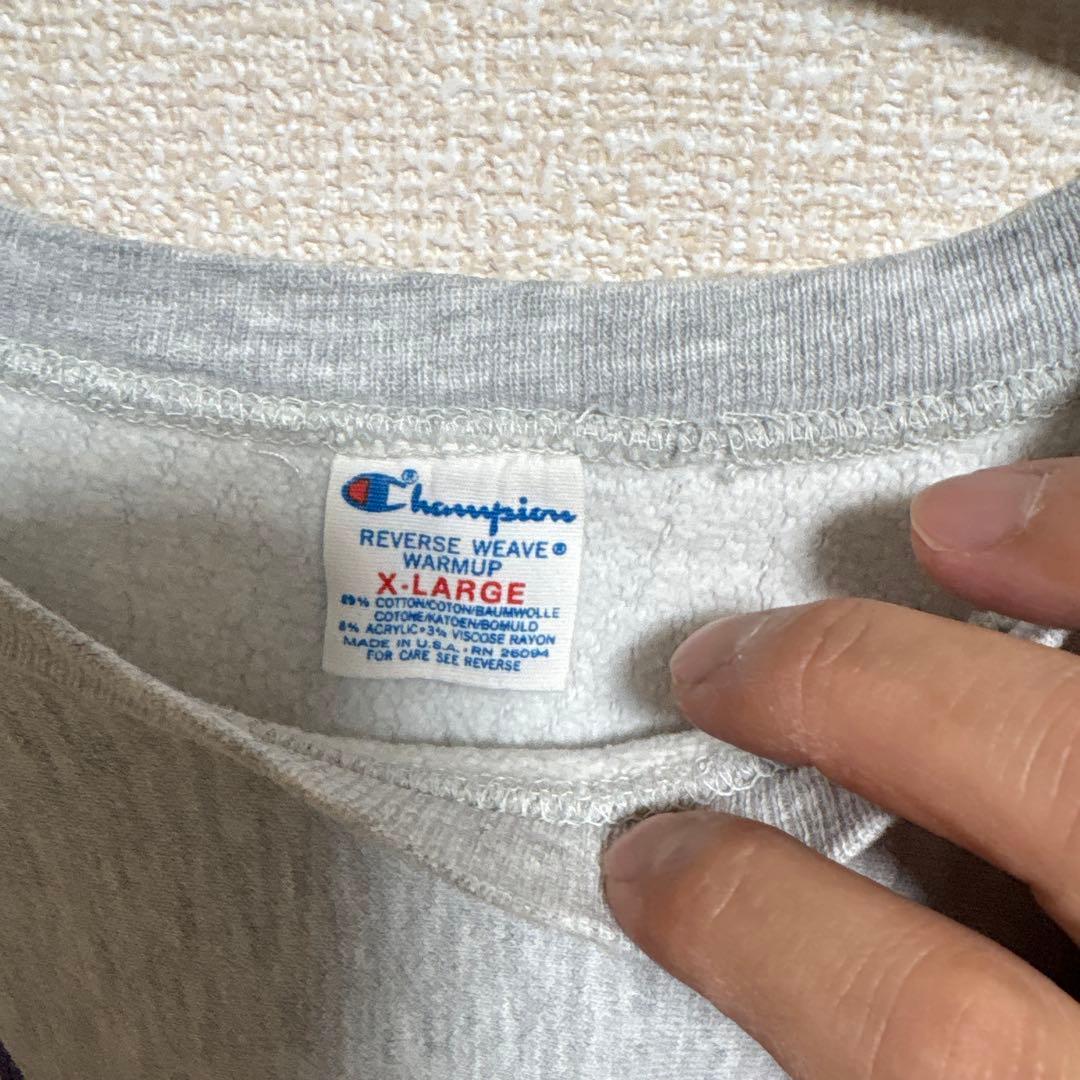 Champion®
REVERSE WEAVE®
WARMUP
X-LARGE
89% COTTON/COTON/BAUMWOLLE
COTONE/KATOEN/BOMULD
8% ACRYLIC•3% VISCOSE RAYON
MADE IN U.S.A.•RN 26094
FOR CARE SEE REVERSE